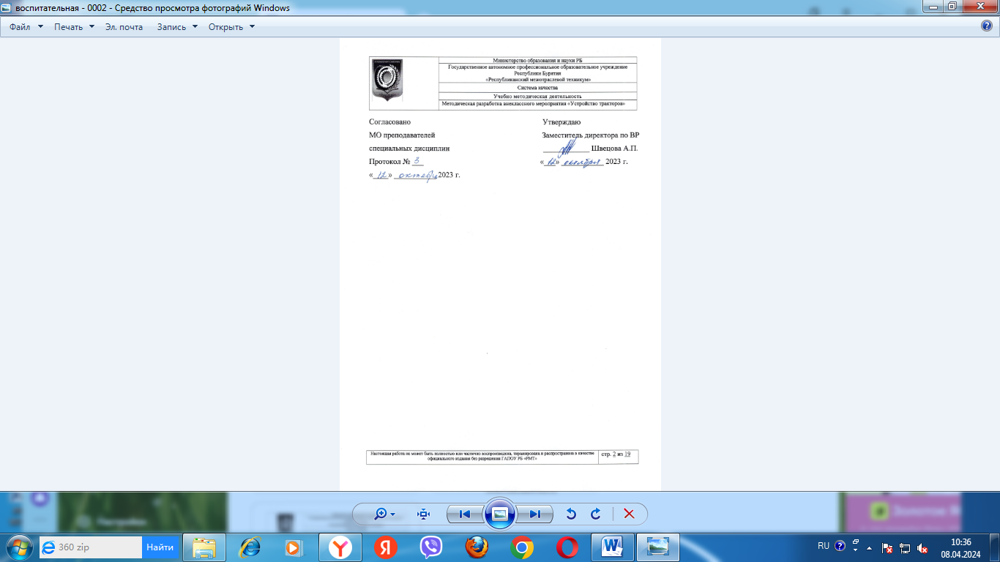 воспитательная - 0002 - Средство просмотра фотографий Windows
Файл Печать Эл. почта Запись Открыть
Министерство образования и науки РБ
Государственное автономное профессиональное образовательное учреждение
Республики Бурятия
«Республиканский межотраслевой техникум»
Система качества
Учебно методическая деятельность
Методическая разработка внеклассного мероприятия «Устройство тракторов»
Согласовано Утверждаю
МО преподавателей Заместитель директора по ВР
специальных дисциплин Швецова А.П.
Протокол № 3 «12» октября 2023 г.
«12» октября 2023 г.
Настоящая работа не может быть полностью или частично воспроизведена, тиражирована и распространена в качестве
официального издания без разрешения ГАПОУ РБ «РМТ»
стр. 2 из 19
360 zip Найти
RU 10:36
08.04.2024